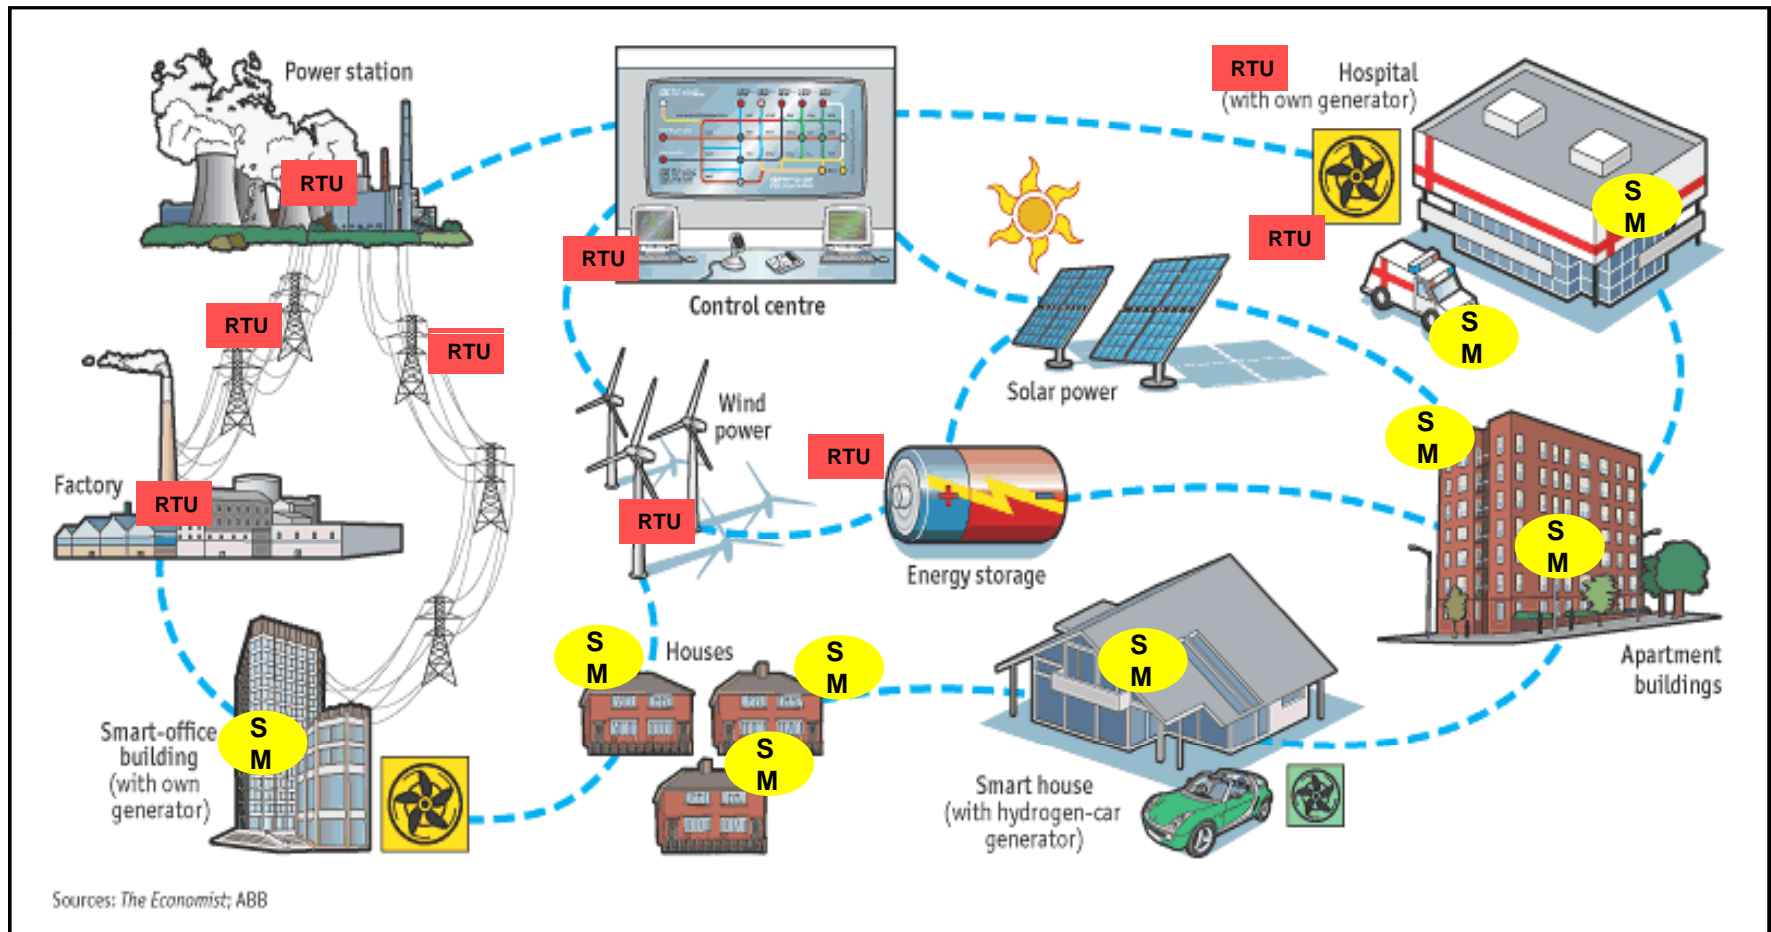 Power station
RTU
RTU
Hospital
(with own generator)
RTU
S
M
RTU
RTU
Control centre
S
M
RTU
RTU
Solar power
Wind
power
S
M
RTU
Factory
RTU
RTU
S
M
Energy storage
Houses
S
M
S
M
S
M
Apartment
buildings
Smart-office
building
(with own
generator)
S
M
S
M
Smart house
(with hydrogen-car
generator)
Sources: The Economist; ABB